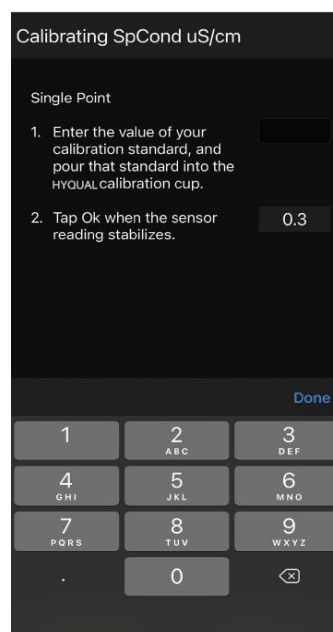 Calibrating SpCond uS/cm
Single Point
1. Enter the value of your
calibration standard, and
pour that standard into the
HYQUAL calibration cup.
2. Tap Ok when the sensor
reading stabilizes.
0.3
Done
1
2
ABC
3
DEF
4
GHI
5
JKL
6
MNO
7
PQRS
8
TUV
9
WXYZ
.
0